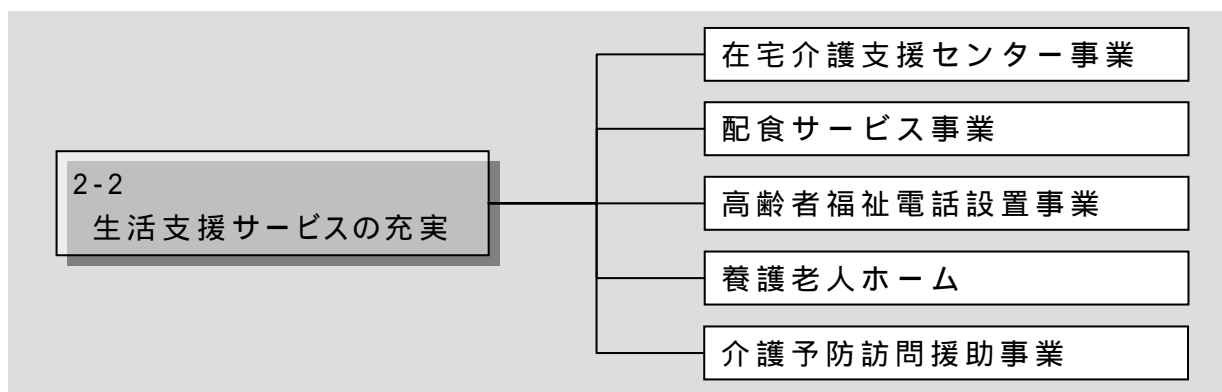 2-2
生活支援サービスの充実
在宅介護支援センター事業
配食サービス事業
高齢者福祉電話設置事業
養護老人ホーム
介護予防訪問援助事業